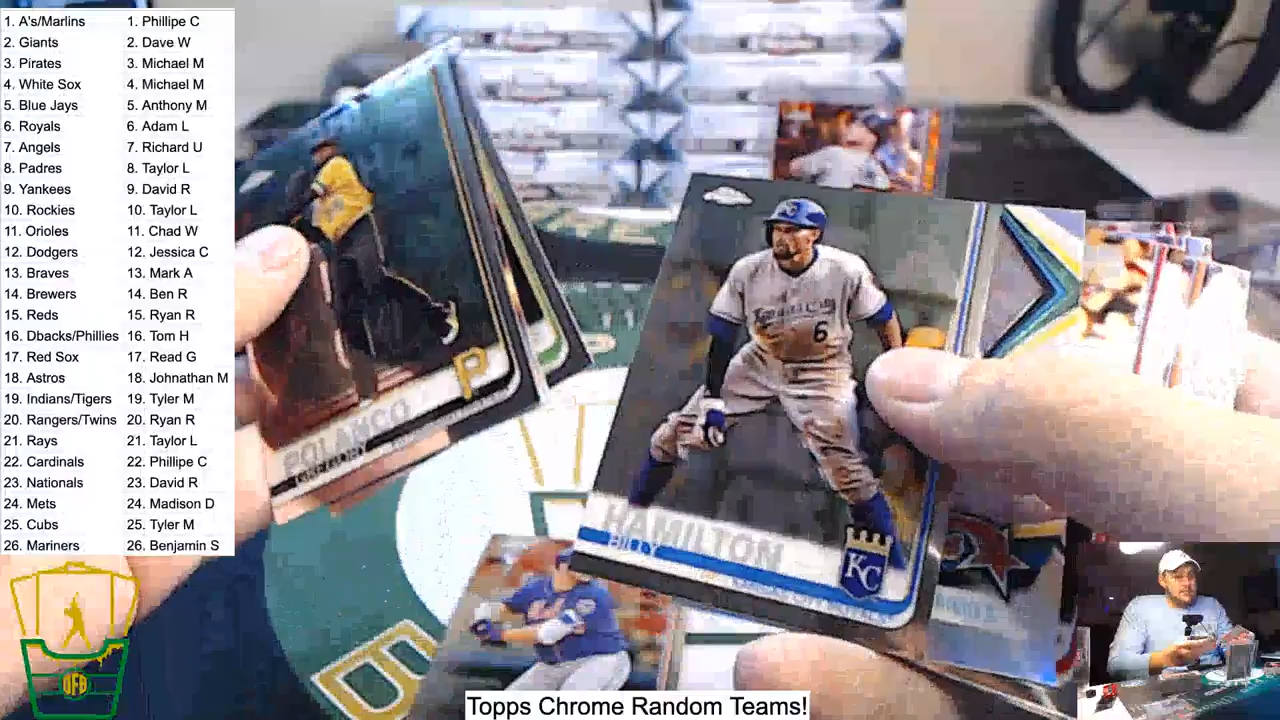 1. A's/Marlins 1. Phillipe C
2. Giants 2. Dave W
3. Pirates 3. Michael M
4. White Sox 4. Michael M
5. Blue Jays 5. Anthony M
6. Royals 6. Adam L
7. Angels 7. Richard U
8. Padres 8. Taylor L
9. Yankees 9. David R
10. Rockies 10. Taylor L
11. Orioles 11. Chad W
12. Dodgers 12. Jessica C
13. Braves 13. Mark A
14. Brewers 14. Ben R
15. Reds 15. Ryan R
16. Dbacks/Phillies 16. Tom H
17. Red Sox 17. Read G
18. Astros 18. Johnathan M
19. Indians/Tigers 19. Tyler M
20. Rangers/Twins 20. Ryan R
21. Rays 21. Taylor L
22. Cardinals 22. Phillipe C
23. Nationals 23. David R
24. Mets 24. Madison D
25. Cubs 25. Tyler M
26. Mariners 26. Benjamin S
POLANCO
GREGORY
P
6
HAMILTON
BILLY
KC
Topps Chrome Random Teams!